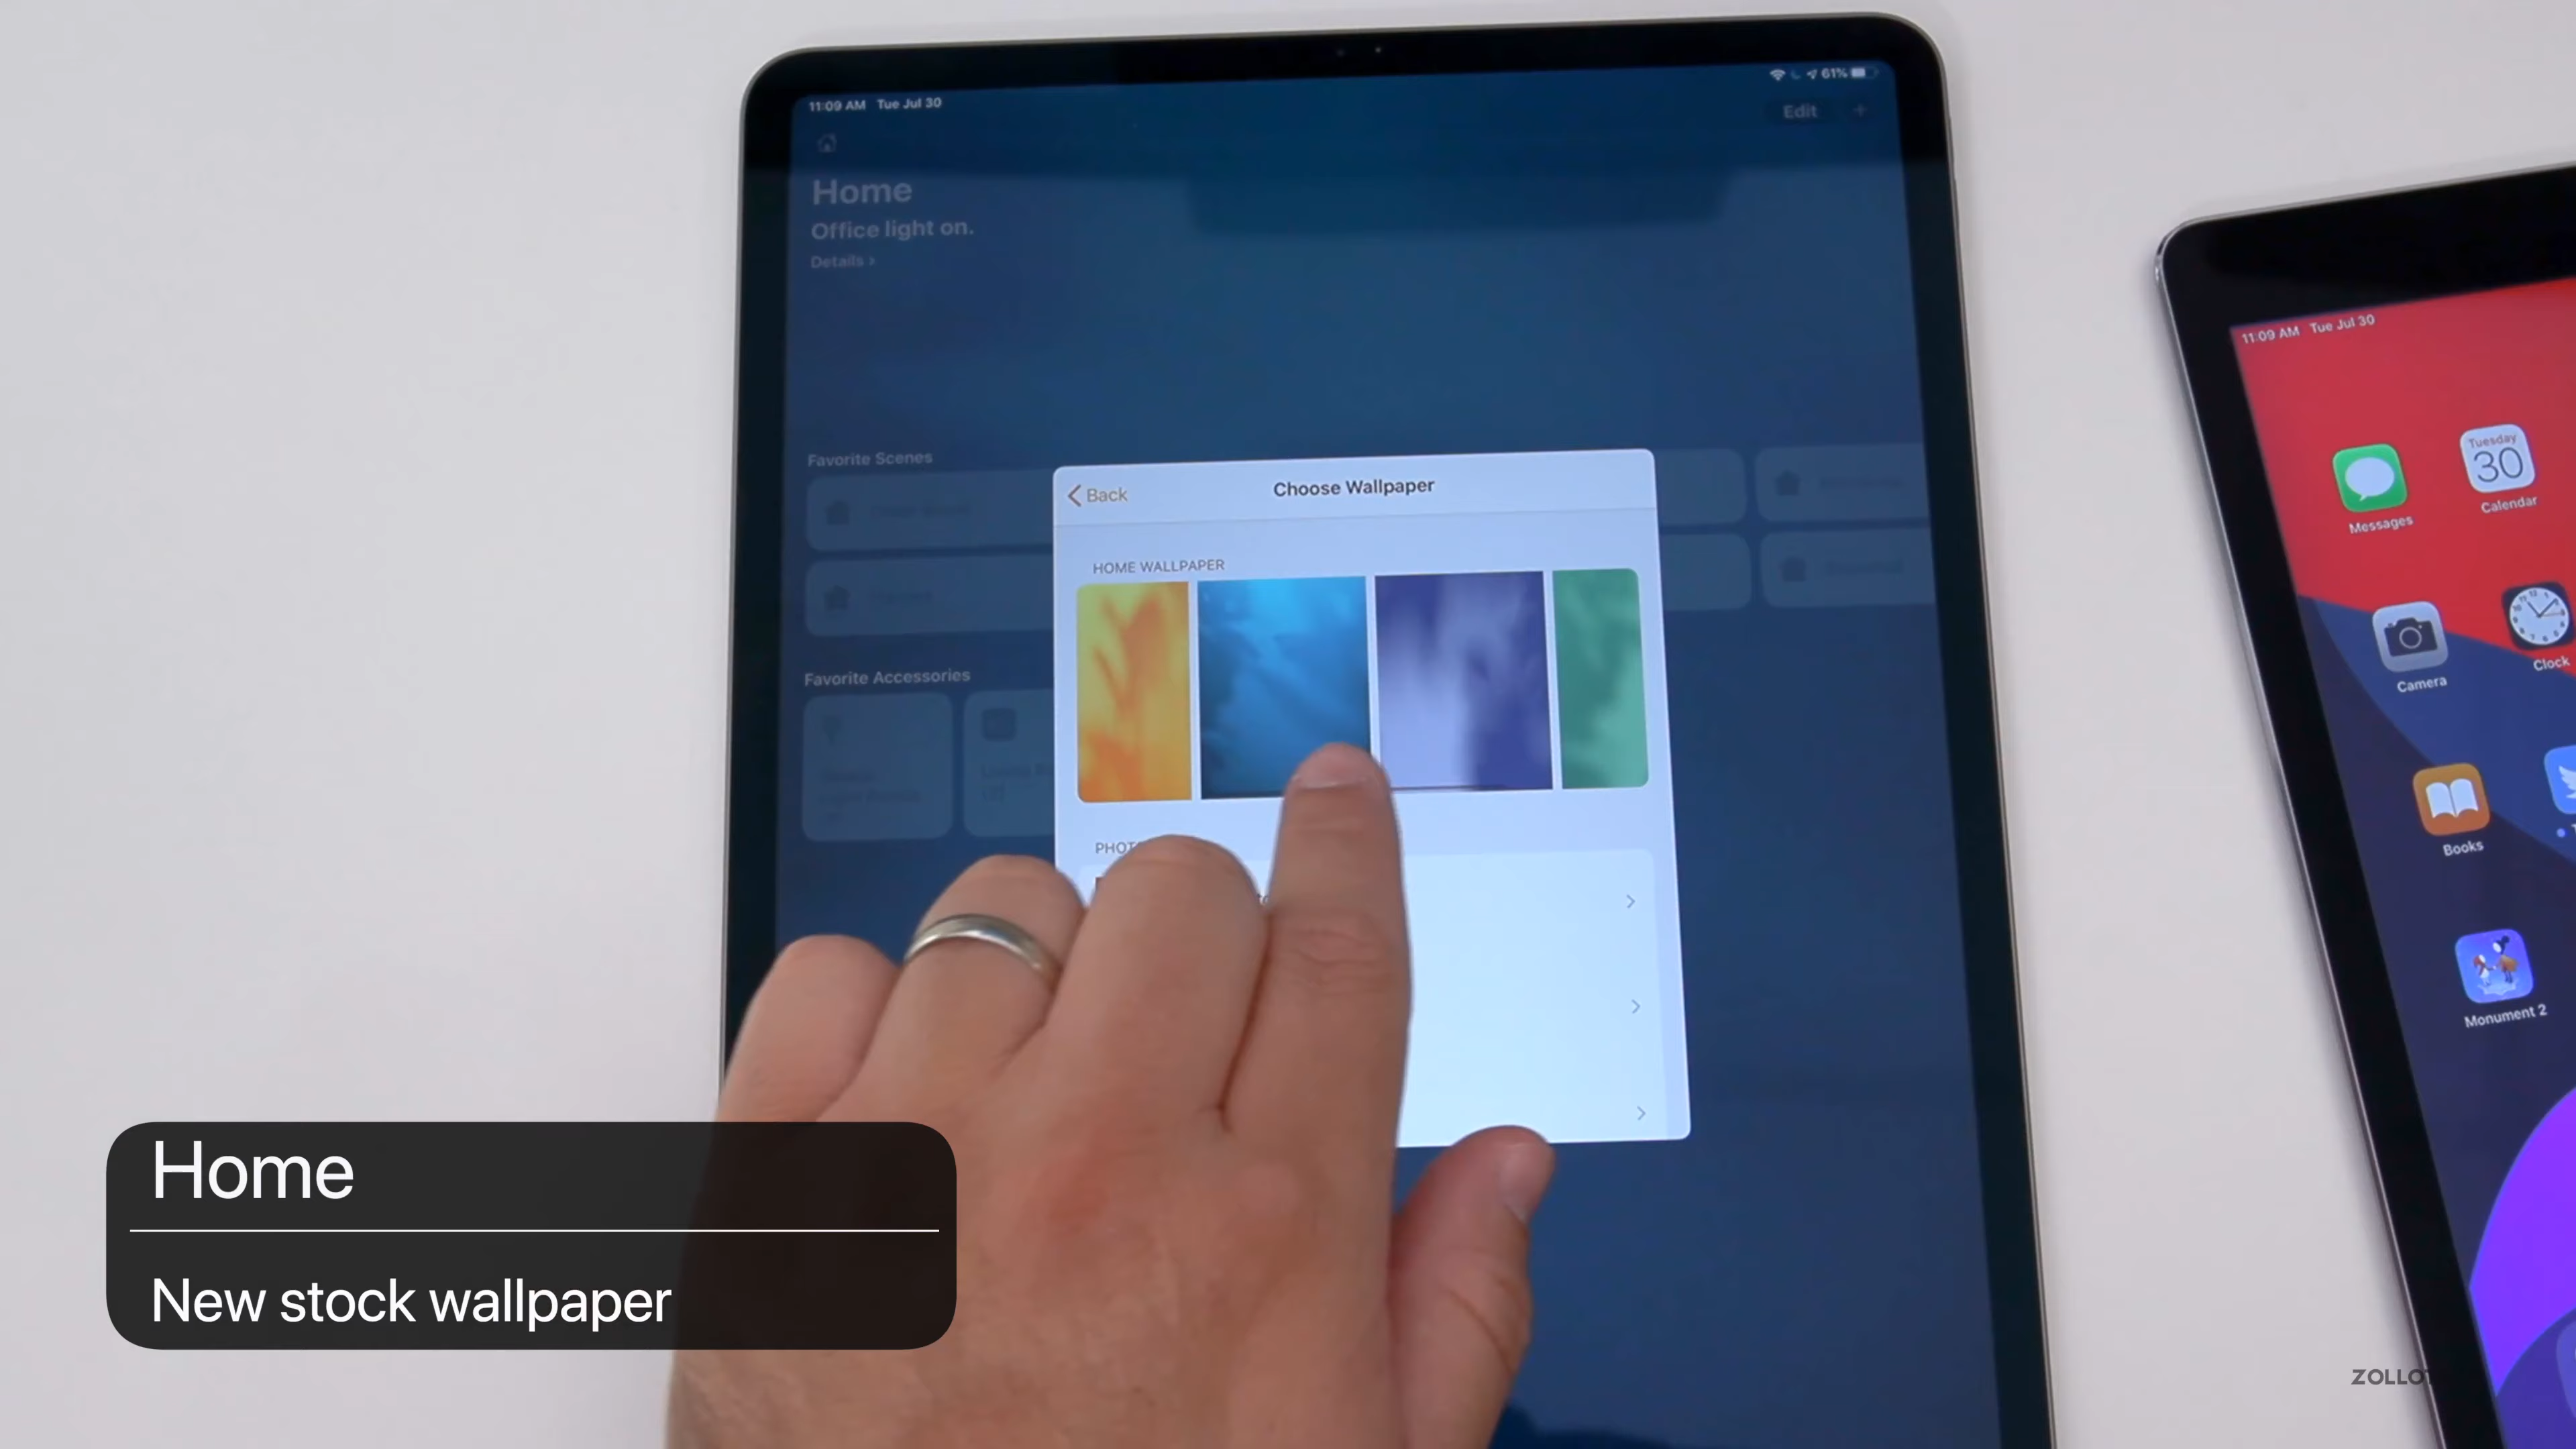 11:09 AM Tue Jul 30
61%
Edit +
Home
Office light on.
Details >
Favorite Scenes
Favorite Accessories
Back
Choose Wallpaper
HOME WALLPAPER
11:09 AM Tue Jul 30
Messages
Tuesday
30
Calendar
Camera
Clock
Books
Monument 2
Home
New stock wallpaper